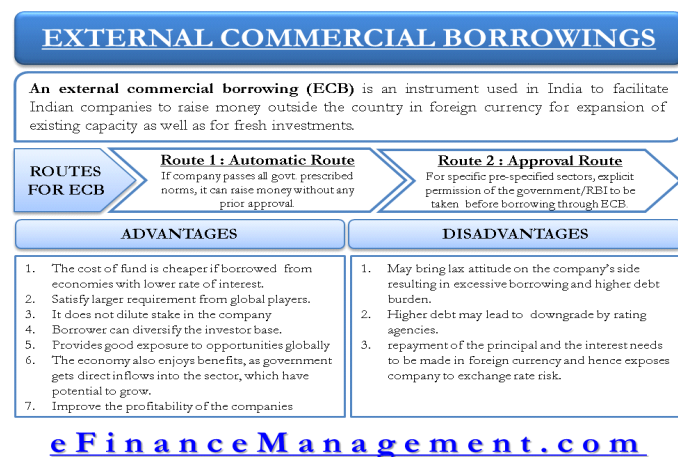 EXTERNAL COMMERCIAL BORROWINGS
An external commercial borrowing (ECB) is an instrument used in India to facilitate
Indian companies to raise money outside the country in foreign currency for expansion of
existing capacity as well as for fresh investments.
ROUTES
FOR ECB
Route 1 : Automatic Route
If company passes all govt. prescribed
norms, it can raise money without any
prior approval.
Route 2 : Approval Route
For specific pre-specified sectors, explicit
permission of the government/RBI to be
taken before borrowing through ECB.
ADVANTAGES
1. The cost of fund is cheaper if borrowed from
economies with lower rate of interest.
2. Satisfy larger requirement from global players.
3. It does not dilute stake in the company
4. Borrower can diversify the investor base.
5. Provides good exposure to opportunities globally
6. The economy also enjoys benefits, as government
gets direct inflows into the sector, which have
potential to grow.
7. Improve the profitability of the companies
DISADVANTAGES
1. May bring lax attitude on the company's side
resulting in excessive borrowing and higher debt
burden.
2. Higher debt may lead to downgrade by rating
agencies.
3. repayment of the principal and the interest needs
to be made in foreign currency and hence exposes
company to exchange rate risk.
eFinanceManagement.com